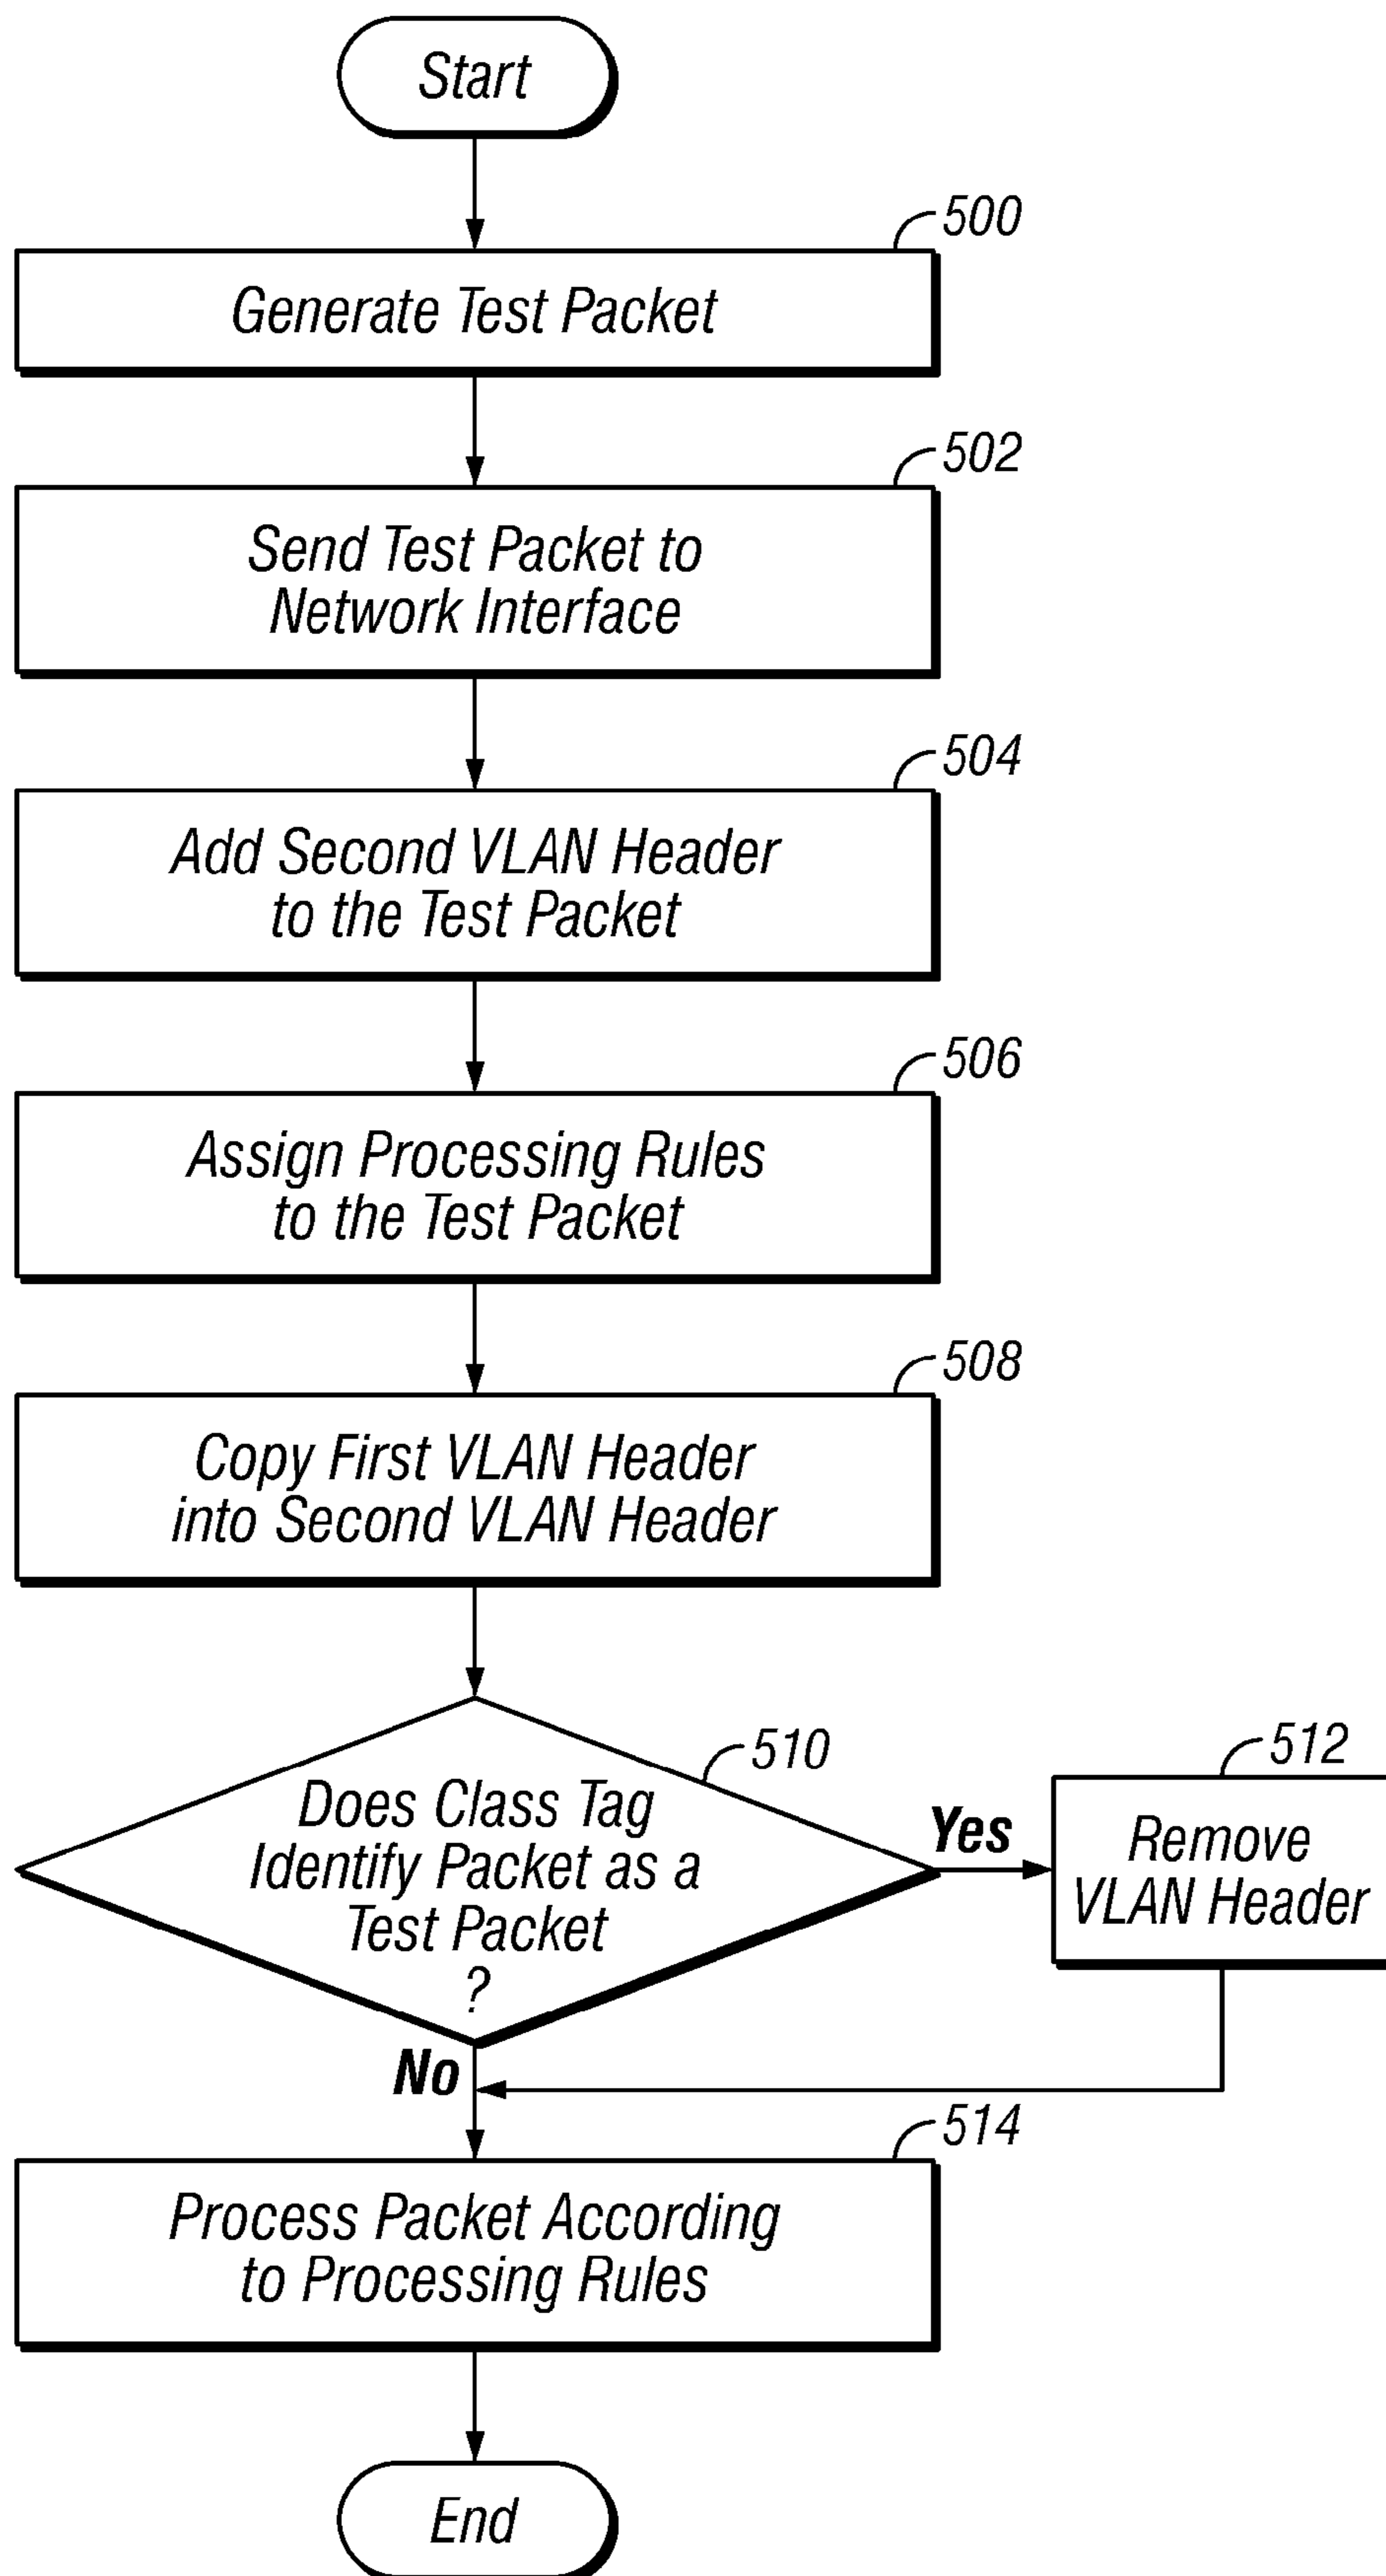 Start
500
Generate Test Packet
502
Send Test Packet to
Network Interface
504
Add Second VLAN Header
to the Test Packet
506
Assign Processing Rules
to the Test Packet
508
Copy First VLAN Header
into Second VLAN Header
510
Does Class Tag
Identify Packet as a
Test Packet
?
Yes
512
Remove
VLAN Header
No
514
Process Packet According
to Processing Rules
End